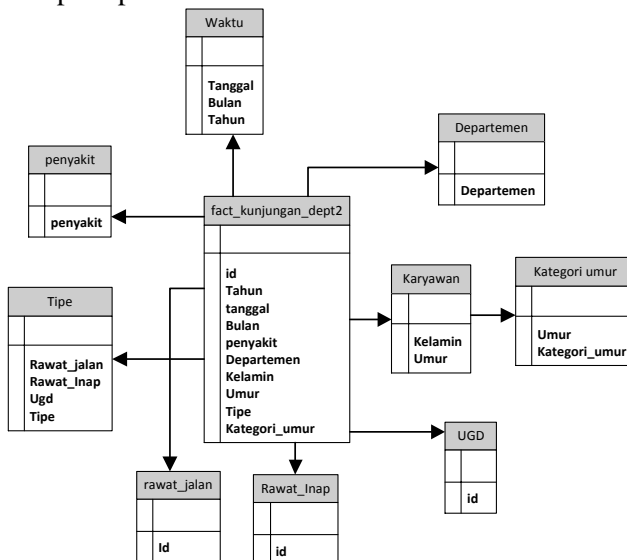 Waktu
Tanggal
Bulan
Tahun
Departemen
Departemen
penyakit
penyakit
fact_kunjungan_dept2
id
Tahun
tanggal
Bulan
penyakit
Departemen
Kelamin
Umur
Tipe
Kategori_umur
Karyawan
Kelamin
Umur
Kategori umur
Umur
Kategori_umur
Tipe
Rawat_jalan
Rawat_Inap
Ugd
Tipe
UGD
id
rawat_jalan
Id
Rawat_Inap
id